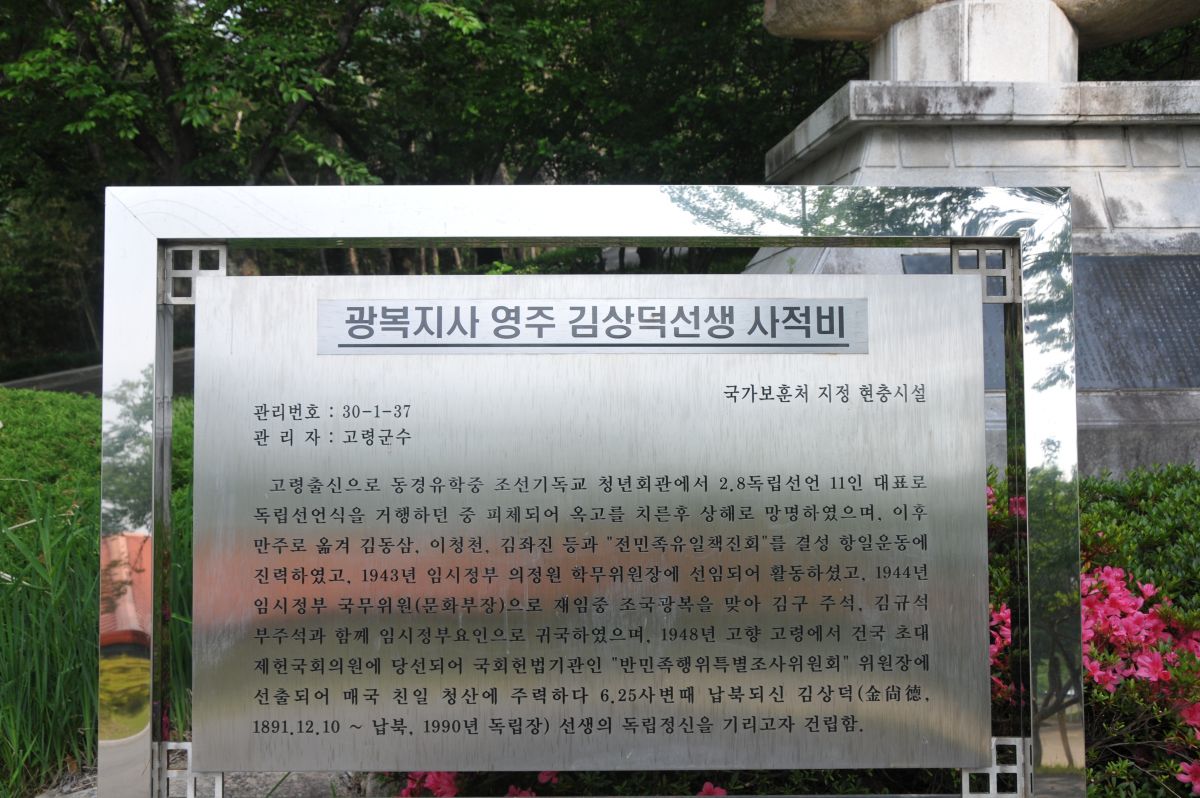 광복지사 영주 김상덕선생 사적비
국가보훈처 지정 현충시설
관리번호 : 30-1-37
관 리 자 : 고령군수
고령출신으로 동경유학중 조선기독교 청년회관에서 2.8독립선언 11인 대표로
독립선언식을 거행하던 중 피체되어 옥고를 치른후 상해로 망명하였으며, 이후
만주로 옮겨 김동삼, 이청천, 김좌진 등과 "전민족유일책진회"를 결성 항일운동에
진력하였고, 1943년 임시정부 의정원 학무위원장에 선임되어 활동하셨고, 1944년
임시정부 국무위원(문화부장)으로 재임중 조국광복을 맞아 김구 주석, 김규석
부주석과 함께 임시정부요인으로 귀국하였으며, 1948년 고향 고령에서 건국 초대
제헌국회의원에 당선되어 국회헌법기관인 "반민족행위특별조사위원회" 위원장에
선출되어 매국 친일 청산에 주력하다 6.25사변때 납북되신 김상덕(金尙德,
1891.12.10 ~ 납북, 1990년 독립장) 선생의 독립정신을 기리고자 건립함.